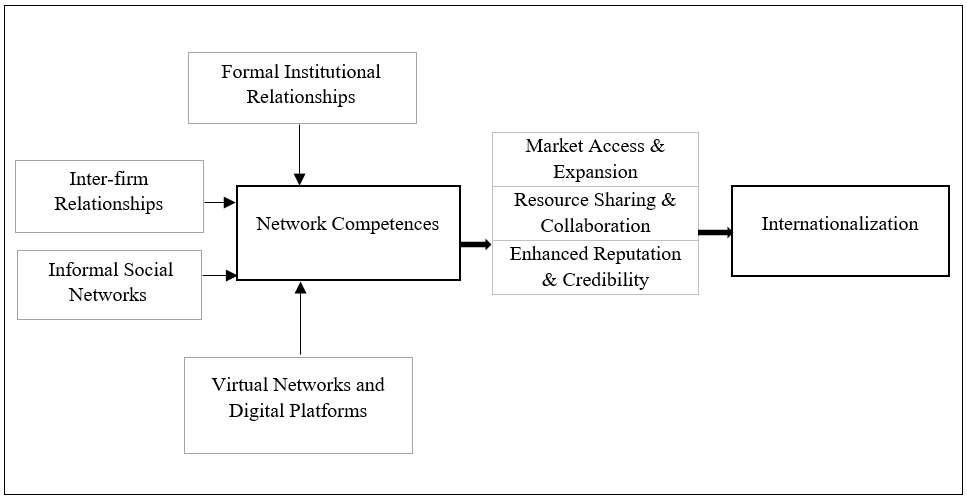 Formal Institutional
Relationships
Inter-firm
Relationships
Informal Social
Networks
Network Competences
Virtual Networks and
Digital Platforms
Market Access &
Expansion
Resource Sharing &
Collaboration
Enhanced Reputation
& Credibility
Internationalization